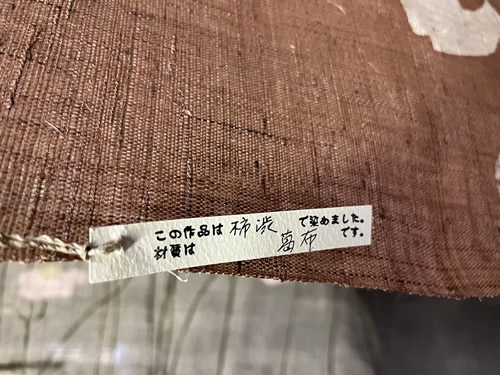 この作品は 柿渋 で染めました。
材質は 葛布 です。